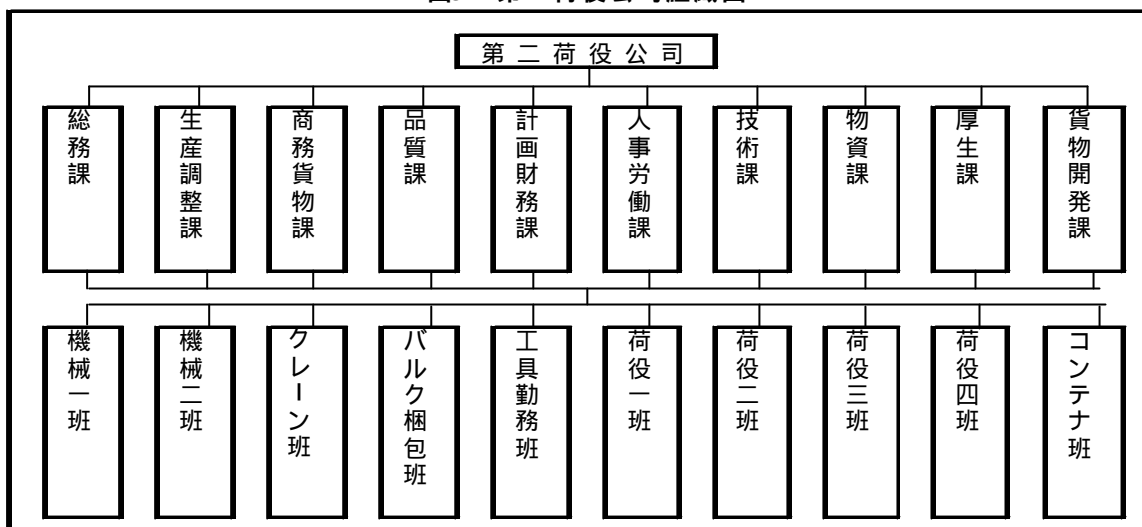 第二荷役公司
総務課
生産調整課
商務貨物課
品質課
計画財務課
人事労働課
技術課
物資課
厚生課
貨物開発課
機械一班
機械二班
クレーン班
バルク梱包班
工具勤務班
荷役一班
荷役二班
荷役三班
荷役四班
コンテナ班